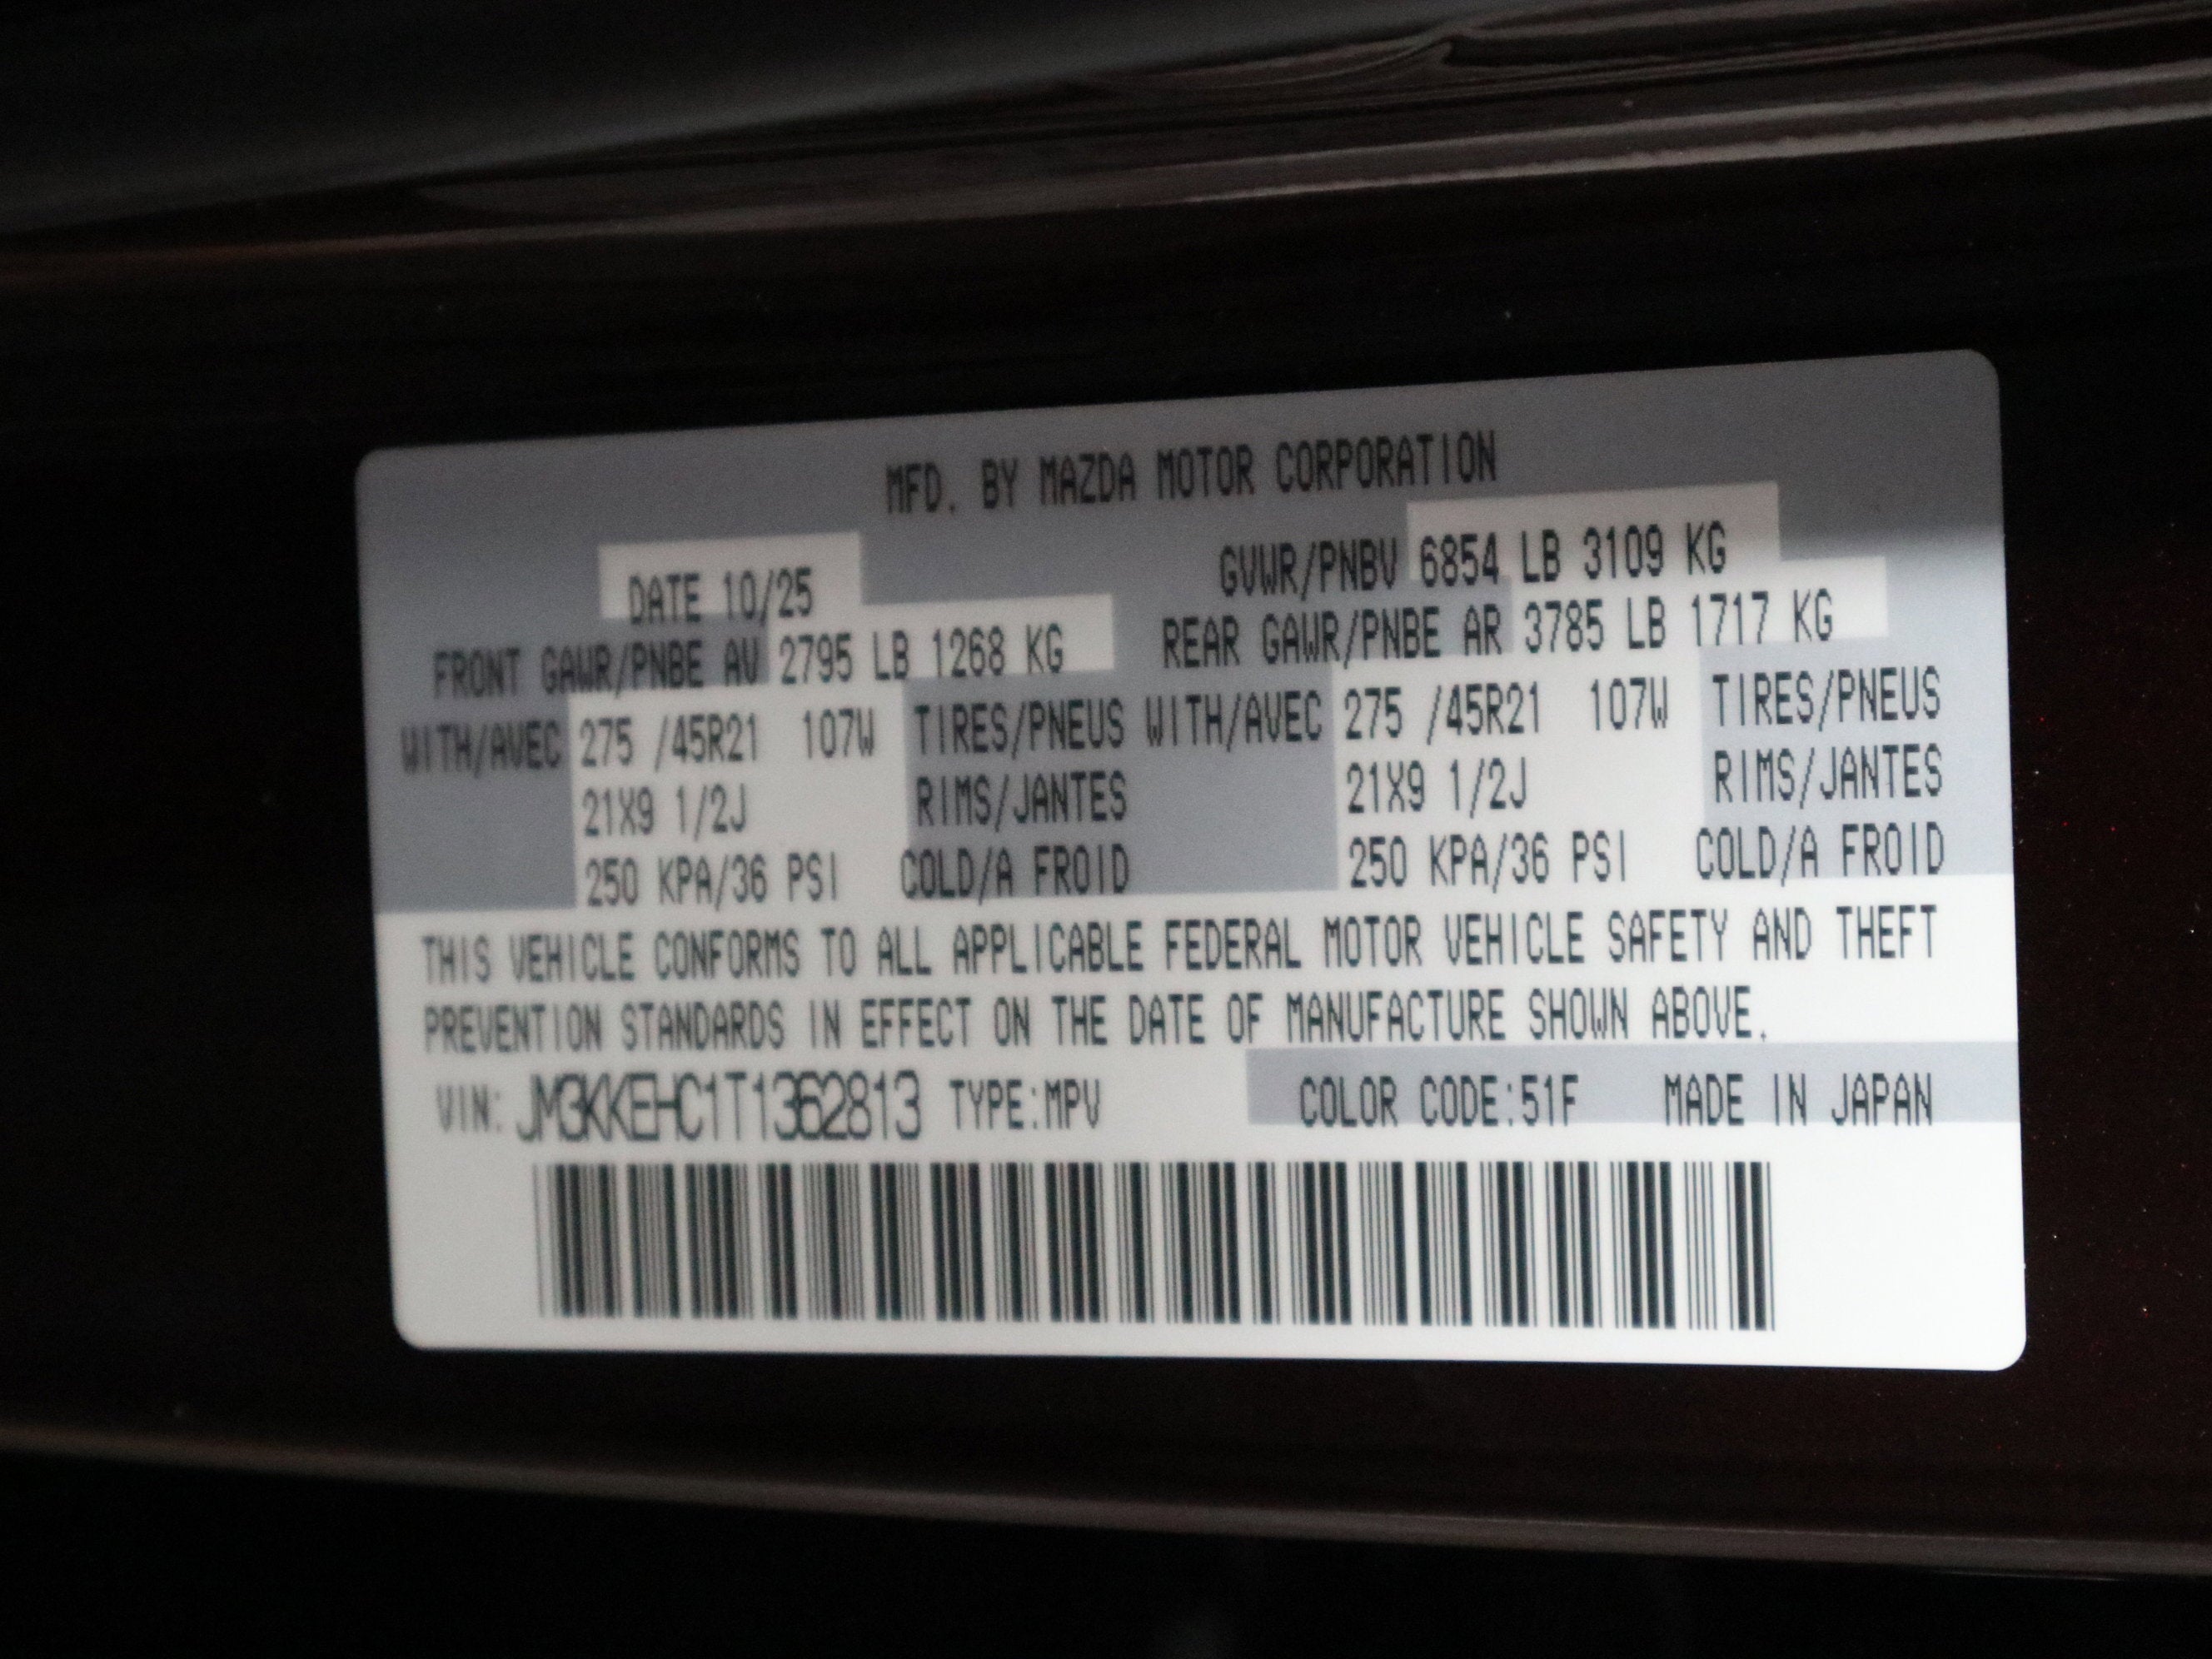 MFD. BY MAZDA MOTOR CORPORATION
DATE 10/25 GVWR/PNBV 6854 LB 3109 KG
FRONT GAWR/PNBE AV 2795 LB 1268 KG REAR GAWR/PNBE AR 3785 LB 1717 KG
WITH/AVEC 275 /45R21 107W TIRES/PNEUS WITH/AVEC 275 /45R21 107W TIRES/PNEUS
21X9 1/2J RIMS/JANTES 21X9 1/2J RIMS/JANTES
250 KPA/36 PSI COLD/A FROID 250 KPA/36 PSI COLD/A FROID
THIS VEHICLE CONFORMS TO ALL APPLICABLE FEDERAL MOTOR VEHICLE SAFETY AND THEFT
PREVENTION STANDARDS IN EFFECT ON THE DATE OF MANUFACTURE SHOWN ABOVE.
VIN: JM3KKEHC1T1362813 TYPE:MPV COLOR CODE:51F MADE IN JAPAN